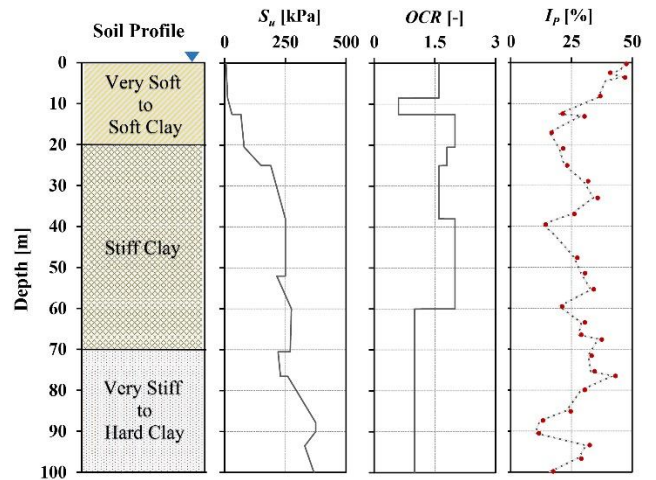 Soil Profile
S_u [kPa]
OCR [-]
I_P [%]
0 250 500
0 1.5 3
0 25 50
Depth [m]
0
10
20
30
40
50
60
70
80
90
100
Very Soft
to
Soft Clay
Stiff Clay
Very Stiff
to
Hard Clay